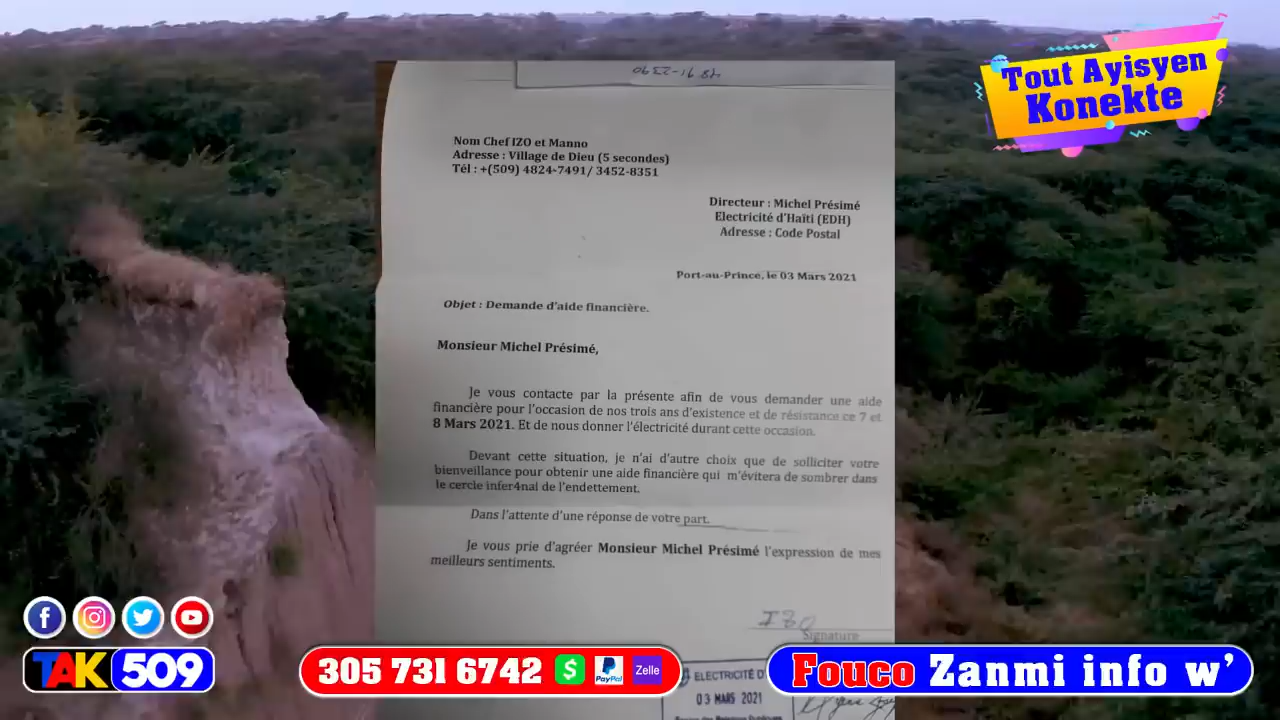 Tout Ayisyen
Konekte
48 91-2390
Nom Chef IZO et Manno
Adresse : Village de Dieu (5 secondes)
Tél : +(509) 4824-7491/ 3452-8351
Directeur : Michel Présimé
Electricité d'Haïti (EDH)
Adresse : Code Postal
Port-au-Prince, le 03 Mars 2021
Objet : Demande d'aide financière.
Monsieur Michel Présimé,
Je vous contacte par la présente afin de vous demander une aide
financière pour l'occasion de nos trois ans d'existence et de résistance ce 7 et
8 Mars 2021. Et de nous donner l'électricité durant cette occasion.
Devant cette situation, je n'ai d'autre choix que de solliciter votre
bienveillance pour obtenir une aide financière qui m'évitera de sombrer dans
le cercle infer4nal de l'endettement.
Dans l'attente d'une réponse de votre part.
Je vous prie d'agréer Monsieur Michel Présimé l'expression de mes
meilleurs sentiments.
IZO
Signature
ELECTRICITÉ D'
03 MARS 2021
TAK 509
305 731 6742 $ PayPal Zelle
Fouco Zanmi info w'